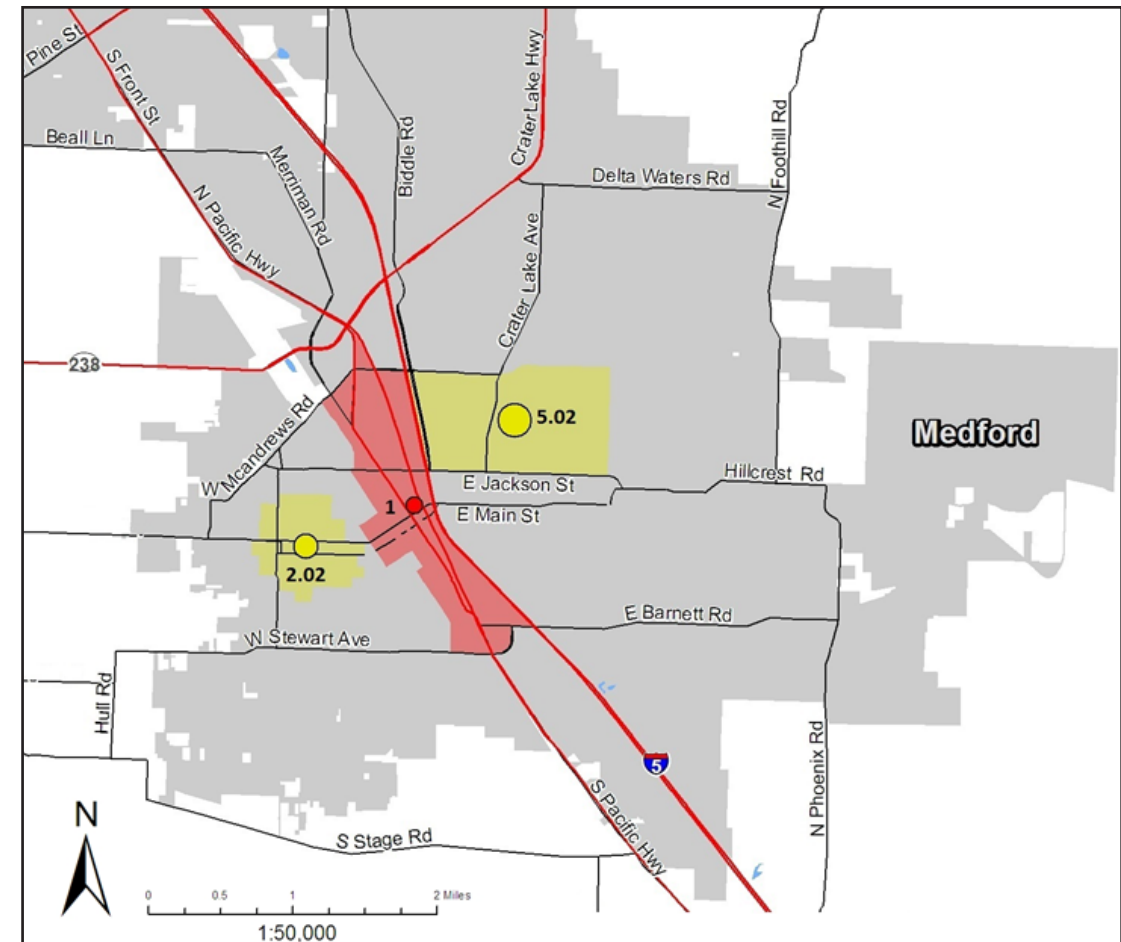 Pine St
S Front St
Beall Ln
Merriman Rd
Biddle Rd
Crater Lake Hwy
N Foothill Rd
Delta Waters Rd
N Pacific Hwy
Crater Lake Ave
238
5.02
Medford
W Mcandrews Rd
E Jackson St
Hillcrest Rd
1
E Main St
2.02
E Barnett Rd
W Stewart Ave
Hull Rd
5
N Phoenix Rd
S Pacific Hwy
N
S Stage Rd
0 0.5 1 2 Miles
1:50,000